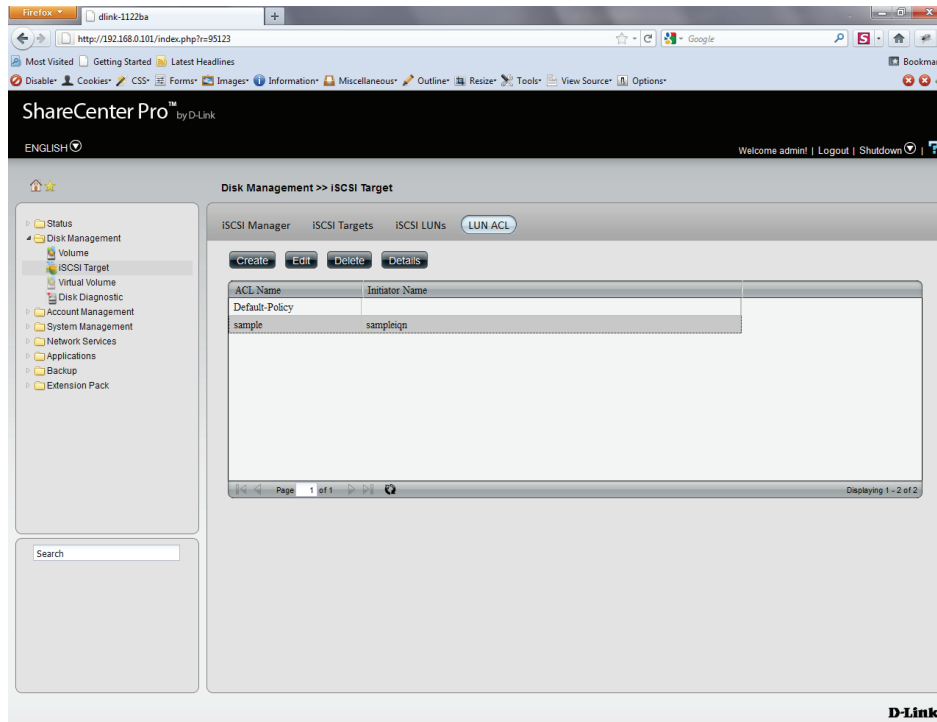 Firefox
dlink-1122ba
http://192.168.0.101/index.php?r=95123
Google
Most Visited Getting Started Latest Headlines
Bookmar
Disable Cookies CSS Forms Images Information Miscellaneous Outline Resize Tools View Source Options
ShareCenter Pro™ by D-Link
ENGLISH
Welcome admin! | Logout | Shutdown | ?
Disk Management >> iSCSI Target
Status
Disk Management
Volume
iSCSI Target
Virtual Volume
Disk Diagnostic
Account Management
System Management
Network Services
Applications
Backup
Extension Pack
Search
iSCSI Manager iSCSI Targets iSCSI LUNs LUN ACL
Create Edit Delete Details
ACL Name Initiator Name
Default-Policy
sample sampleiqn
Page 1 of 1 Displaying 1 - 2 of 2
D-Link